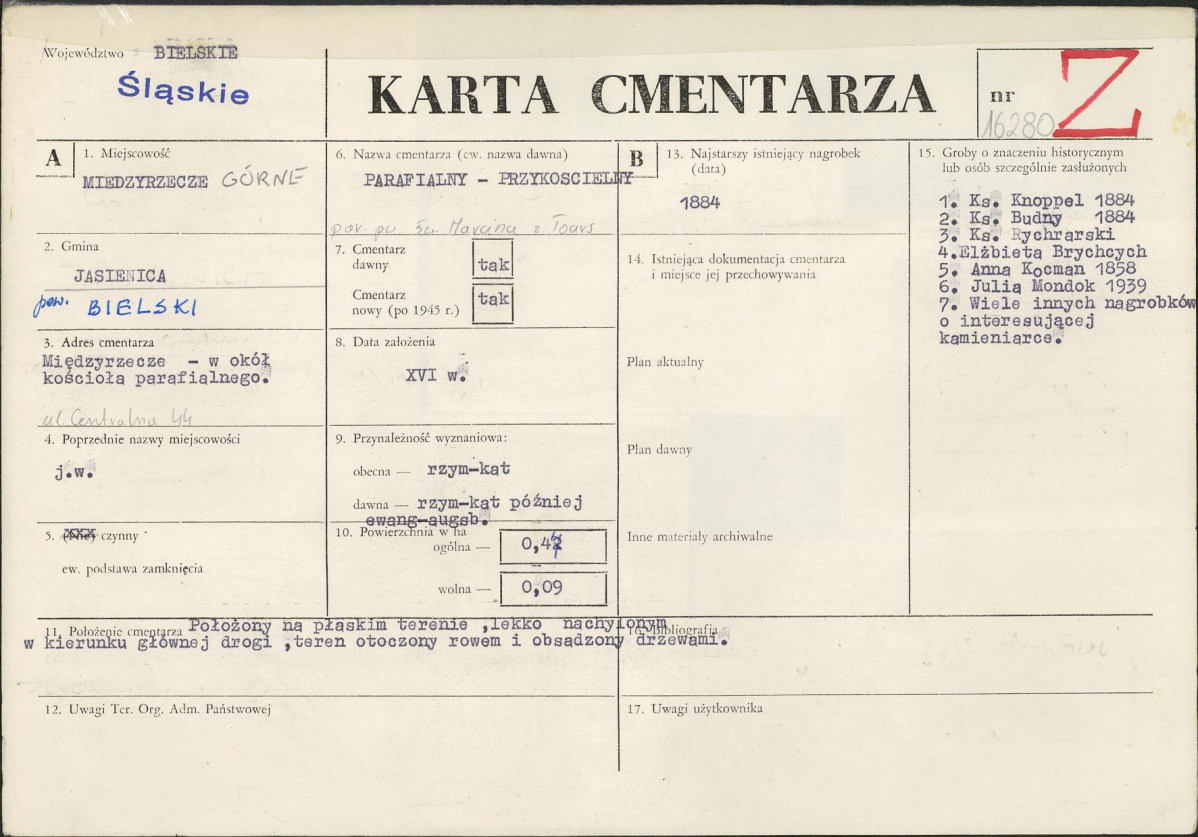 Województwo BIELSKIE
Śląskie
KARTA CMENTARZA
nr
16280 Z
A
1. Miejscowość
MIEDZYRZECZE GÓRNE
2. Gmina
JASIENICA
pow. BIELSKI
3. Adres cmentarza
Międzyrzecze - w okół
kościoła parafialnego.
ul. Centralna 44
4. Poprzednie nazwy miejscowości
j.w.
5. (Nie) czynny
ew. podstawa zamknięcia
6. Nazwa cmentarza (ew. nazwa dawna)
PARAFIALNY - PRZYKOSCIELNY
par. pw. św. Marcina z Tours
7. Cmentarz
dawny
tak
Cmentarz
nowy (po 1945 r.)
tak
8. Data założenia
XVI w.
9. Przynależność wyznaniowa:
obecna — rzym-kat
dawna — rzym-kat później
ewang-augsb.
10. Powierzchnia w ha
ogólna —
wolna — 0,09
B
13. Najstarszy istniejący nagrobek
(data)
1884
14. Istniejąca dokumentacja cmentarza
i miejsce jej przechowywania
Plan aktualny
Plan dawny
Inne materiały archiwalne
15. Groby o znaczeniu historycznym
lub osób szczególnie zasłużonych
1. Ks. Knoppel 1884
2. Ks. Budny 1884
3. Ks. Rychrarski
4.Elżbieta Brychcych
5. Anna Kocman 1858
6. Julia Mondok 1939
7. Wiele innych nagrobków
o interesującej
kamieniarce.
11. Położenie cmentarza Położony na płaskim terenie ,lekko nachylonym
w kierunku głównej drogi ,teren otoczony rowem i obsadzony drzewami.
16. Bibliografia
12. Uwagi Ter. Org. Adm. Państwowej
17. Uwagi użytkownika